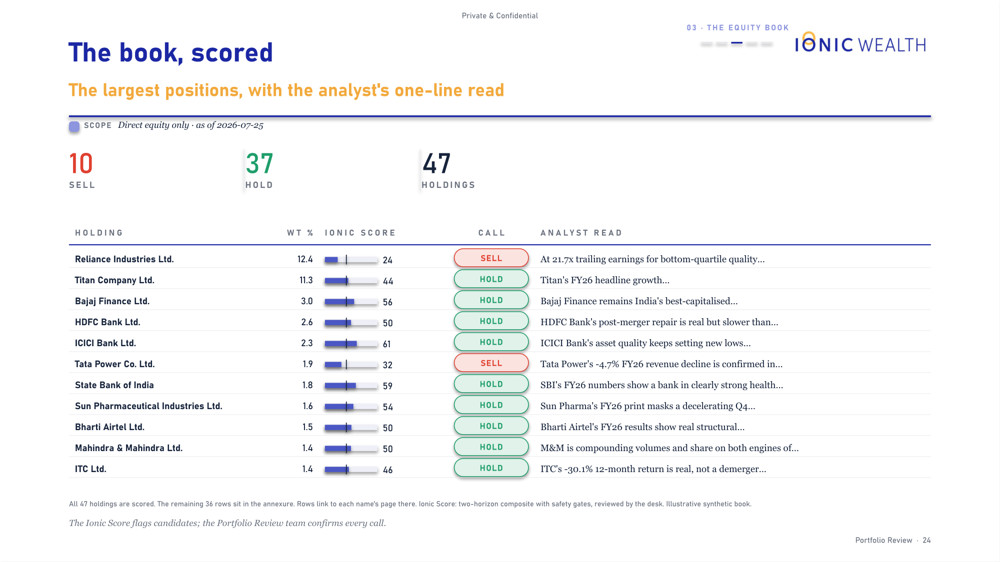 Private & Confidential
03 · THE EQUITY BOOK
IONIC WEALTH
The book, scored
The largest positions, with the analyst's one-line read
SCOPE Direct equity only · as of 2026-07-25
10 37 47
SELL HOLD HOLDINGS
HOLDING WT % IONIC SCORE CALL ANALYST READ
Reliance Industries Ltd. 12.4 24 SELL At 21.7x trailing earnings for bottom-quartile quality...
Titan Company Ltd. 11.3 44 HOLD Titan's FY26 headline growth...
Bajaj Finance Ltd. 3.0 56 HOLD Bajaj Finance remains India's best-capitalised...
HDFC Bank Ltd. 2.6 50 HOLD HDFC Bank's post-merger repair is real but slower than...
ICICI Bank Ltd. 2.3 61 HOLD ICICI Bank's asset quality keeps setting new lows...
Tata Power Co. Ltd. 1.9 32 SELL Tata Power's -4.7% FY26 revenue decline is confirmed in...
State Bank of India 1.8 59 HOLD SBI's FY26 numbers show a bank in clearly strong health...
Sun Pharmaceutical Industries Ltd. 1.6 54 HOLD Sun Pharma's FY26 print masks a decelerating Q4...
Bharti Airtel Ltd. 1.5 50 HOLD Bharti Airtel's FY26 results show real structural...
Mahindra & Mahindra Ltd. 1.4 50 HOLD M&M is compounding volumes and share on both engines of...
ITC Ltd. 1.4 46 HOLD ITC's -30.1% 12-month return is real, not a demerger...
All 47 holdings are scored. The remaining 36 rows sit in the annexure. Rows link to each name's page there. Ionic Score: two-horizon composite with safety gates, reviewed by the desk. Illustrative synthetic book.
The Ionic Score flags candidates; the Portfolio Review team confirms every call.
Portfolio Review · 24